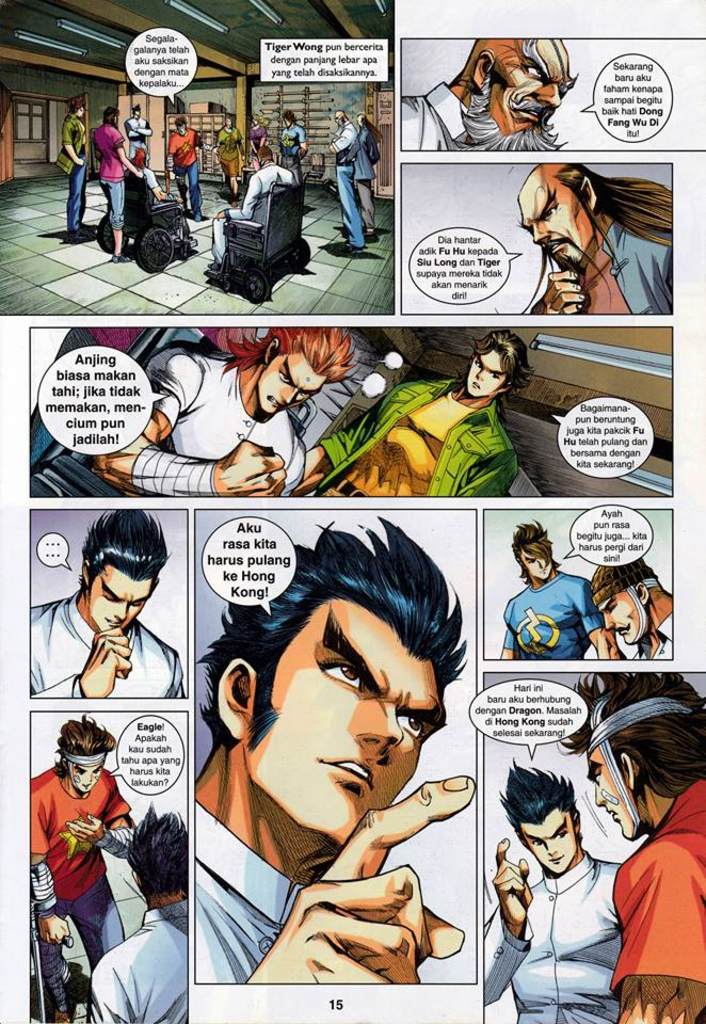 Segala-
galanya telah
aku saksikan
dengan mata
kepalaku...
Tiger Wong pun bercerita
dengan panjang lebar apa
yang telah disaksikannya.
Sekarang
baru aku
faham kenapa
sampai begitu
baik hati Dong
Fang Wu Di
itu!
Dia hantar
adik Fu Hu kepada
Siu Long dan Tiger
supaya mereka tidak
akan menarik
diri!
Anjing
biasa makan
tahi; jika tidak
memakan, men-
cium pun
jadilah!
Bagaimana-
pun beruntung
juga kita pakcik Fu
Hu telah pulang dan
bersama dengan
kita sekarang!
...
...
Aku
rasa kita
harus pulang
ke Hong
Kong!
Ayah
pun rasa
begitu juga... kita
harus pergi dari
sini!
Eagle!
Apakah
kau sudah
tahu apa yang
harus kita
lakukan?
Hari ini
baru aku berhubung
dengan Dragon. Masalah
di Hong Kong sudah
selesai sekarang!
15